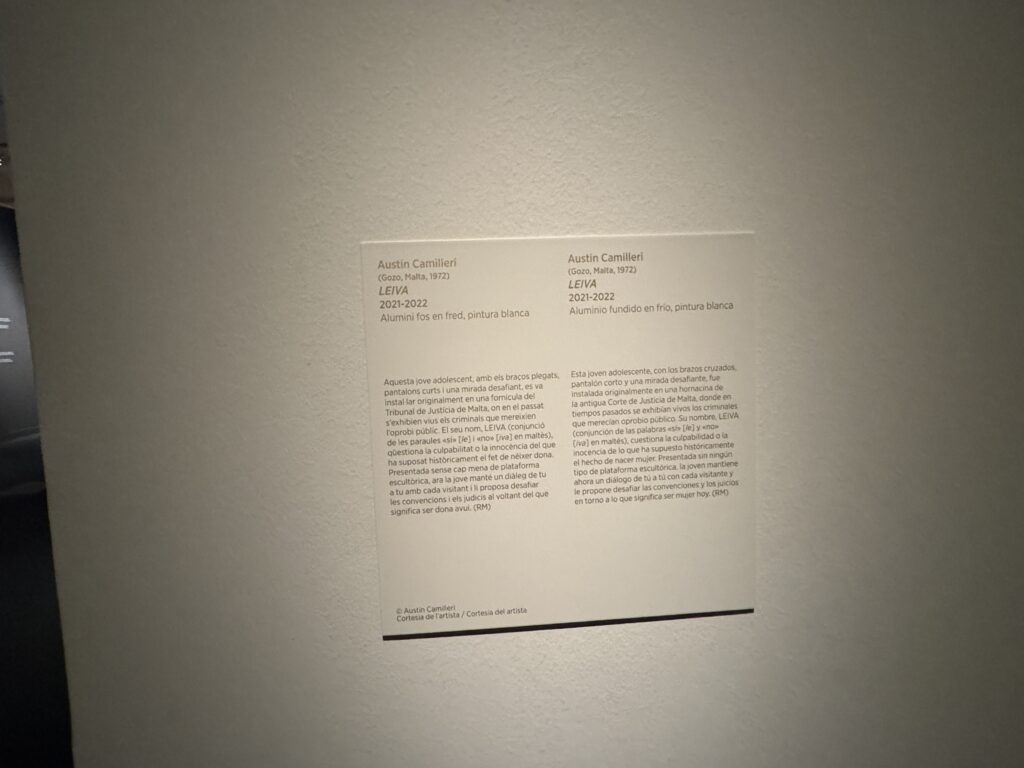 Austin Camilleri
(Gozo, Malta, 1972)
LEIVA
2021-2022
Alumini fos en fred, pintura blanca
Aquesta jove adolescent, amb els braços plegats,
pantalons curts i una mirada desafiant, es va
instal·lar originalment en una fornícula del
Tribunal de Justícia de Malta, on en el passat
s'exhibien vius els criminals que mereixien
l'oprobi públic. El seu nom, LEIVA (conjunció
de les paraules «sí» [le] i «no» [iva] en maltès),
qüestiona la culpabilitat o la innocència del que
ha suposat històricament el fet de néixer dona.
Presentada sense cap mena de plataforma
escultòrica, ara la jove manté un diàleg de tu
a tu amb cada visitant i li proposa desafiar
les convencions i els judicis al voltant del que
significa ser dona avui. (RM)
© Austin Camilleri
Cortesia de l'artista / Cortesía del artista
Austin Camilleri
(Gozo, Malta, 1972)
LEIVA
2021-2022
Aluminio fundido en frío, pintura blanca
Esta joven adolescente, con los brazos cruzados,
pantalón corto y una mirada desafiante, fue
instalada originalmente en una hornacina de
la antigua Corte de Justicia de Malta, donde en
tiempos pasados se exhibían vivos los criminales
que merecían oprobio público. Su nombre, LEIVA
(conjunción de las palabras «sí» [le] y «no»
[iva] en maltés), cuestiona la culpabilidad o la
inocencia de lo que ha supuesto históricamente
el hecho de nacer mujer. Presentada sin ningún
tipo de plataforma escultórica, la joven mantiene
ahora un diálogo de tú a tú con cada visitante y
le propone desafiar las convenciones y los juicios
en torno a lo que significa ser mujer hoy. (RM)